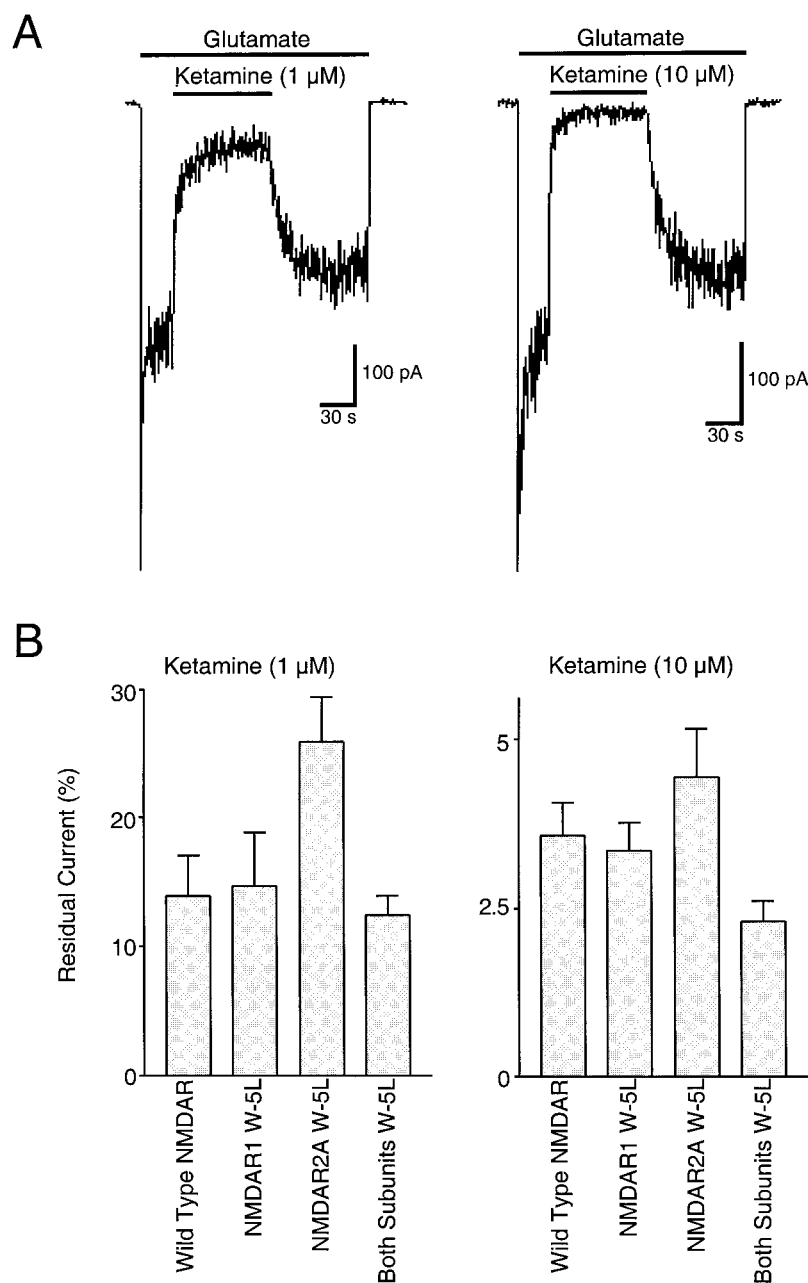 A
Glutamate
Ketamine (1 µM)
100 pA
30 s
Glutamate
Ketamine (10 µM)
100 pA
30 s
B
Ketamine (1 µM)
Residual Current (%)
30
20
10
0
Wild Type NMDAR
NMDAR1 W-5L
NMDAR2A W-5L
Both Subunits W-5L
Ketamine (10 µM)
5
2.5
0
Wild Type NMDAR
NMDAR1 W-5L
NMDAR2A W-5L
Both Subunits W-5L